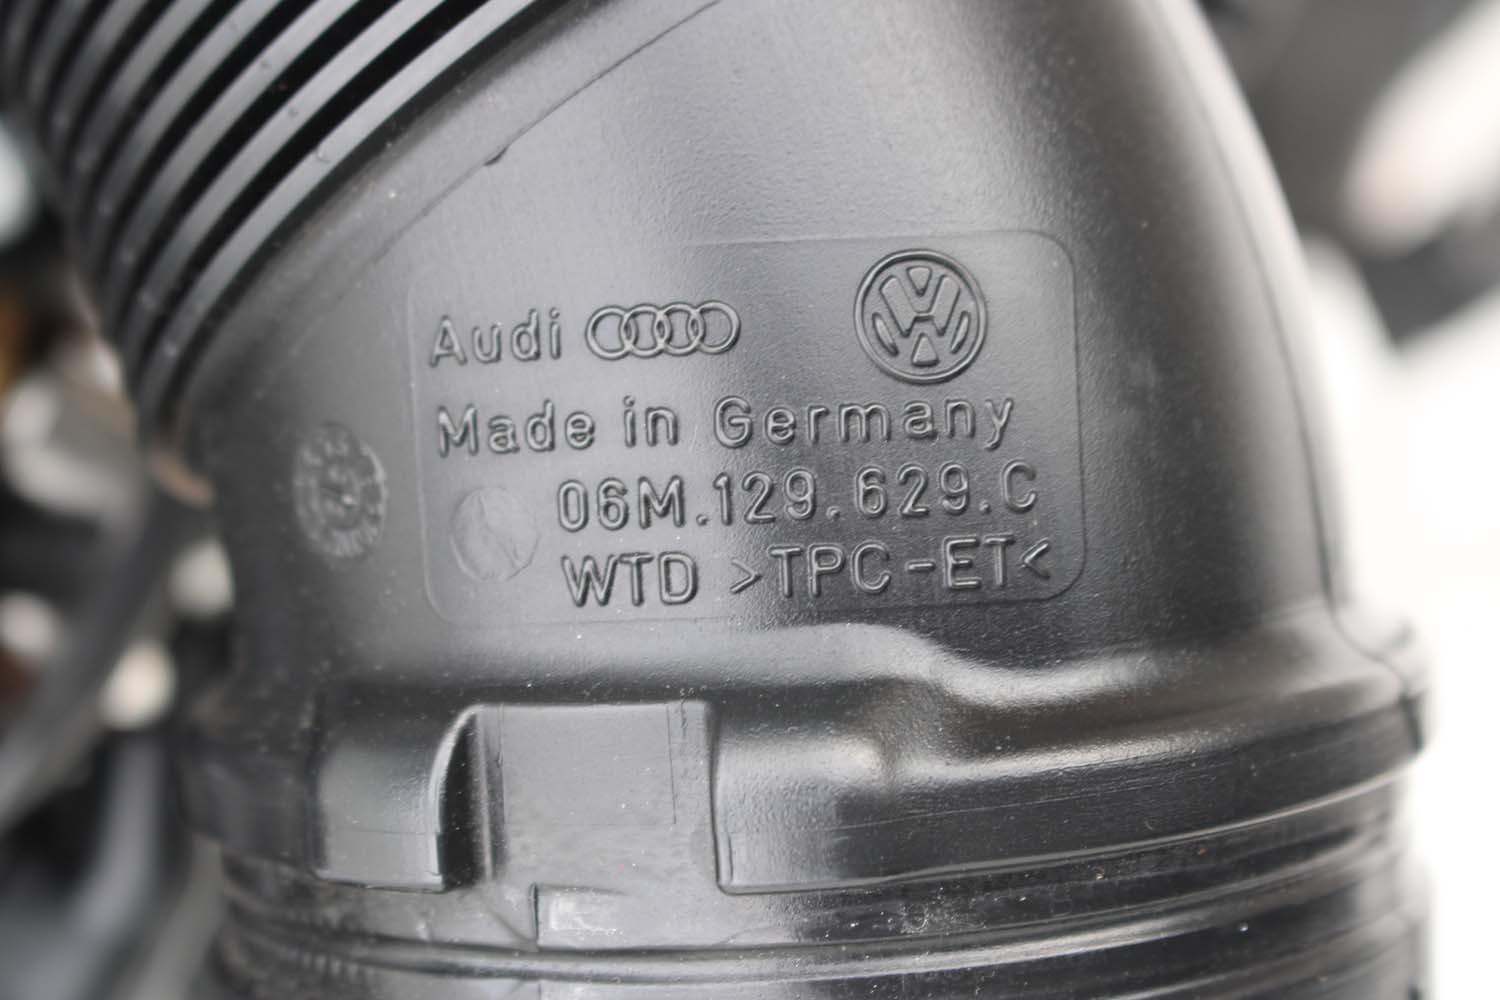 Audi
Made in Germany
06M.129.629.C
WTD >TPC-ET<